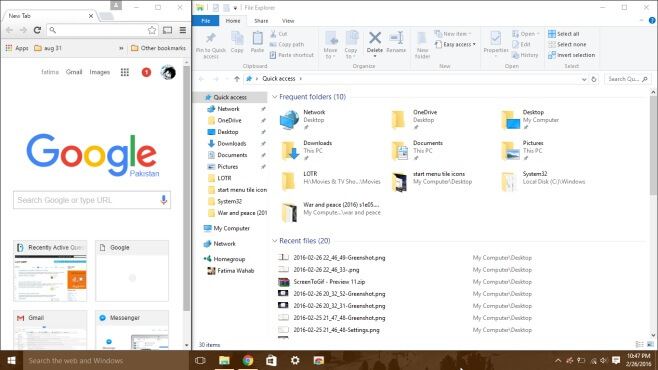 New Tab
Apps
aug 31
Other bookmarks
fatima Gmail Images
1
Google
Pakistan
Search Google or type URL
Recently Active Ques
Google
Gmail
Messenger
Search the web and Windows
File Explorer
File Home Share View
Pin to Quick access
Copy
Paste
Cut
Copy path
Paste shortcut
Clipboard
Move to
Copy to
Delete
Rename
Organize
New folder
New item
Easy access
New
Properties
Open
Edit
History
Open
Select all
Select none
Invert selection
Select
Quick access
Search Qu...
Quick access
Network
OneDrive
Desktop
Downloads
Documents
Pictures
LOTR
start menu tile icons
System32
War and peace (201
My Computer
Network
Homegroup
Fatima Wahab
Frequent folders (10)
Network
Desktop
OneDrive
Desktop
Desktop
My Computer
Downloads
This PC
Documents
This PC
Pictures
This PC
LOTR
H:\Movies & TV Sho...\Movies
start menu tile icons
My Computer\Desktop
System32
Local Disk (C:)\Windows
War and peace (2016) s1e05....
My Compute...\war and peace
Recent files (20)
2016-02-26 22_46_49-Greenshot.png My Computer\Desktop
2016-02-26 22_46_33-.png My Computer\Desktop
ScreenToGif - Preview 11.zip My Computer\Desktop
2016-02-26 20_32_52-Greenshot.png My Computer\Desktop
2016-02-26 20_32_31-Greenshot.png My Computer\Desktop
2016-02-25 21_47_48-Greenshot.png My Computer\Desktop
2016-02-25 21_46_48-Settings.png My Computer\Desktop
30 items
10:47 PM
2/26/2016